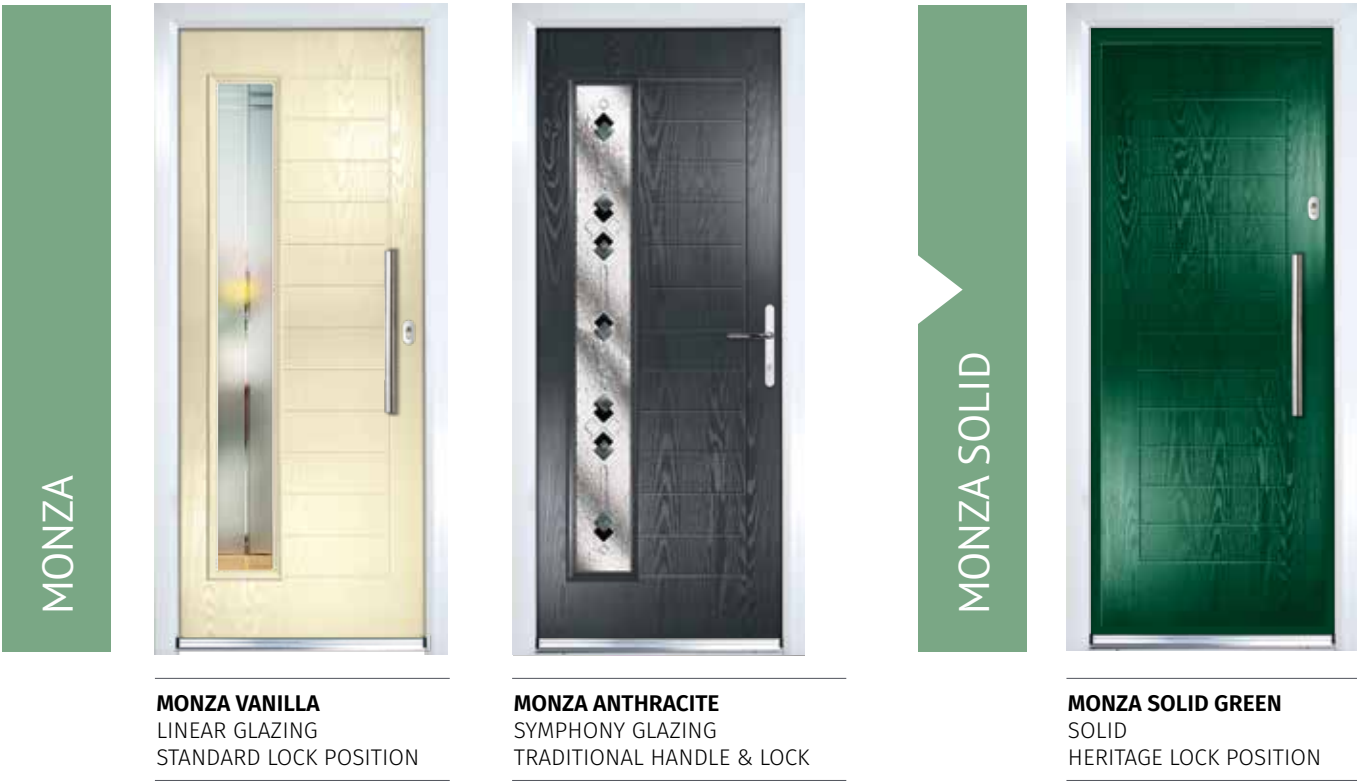 MONZA
MONZA VANILLA
LINEAR GLAZING
STANDARD LOCK POSITION
MONZA ANTHRACITE
SYMPHONY GLAZING
TRADITIONAL HANDLE & LOCK
MONZA SOLID
MONZA SOLID GREEN
SOLID
HERITAGE LOCK POSITION